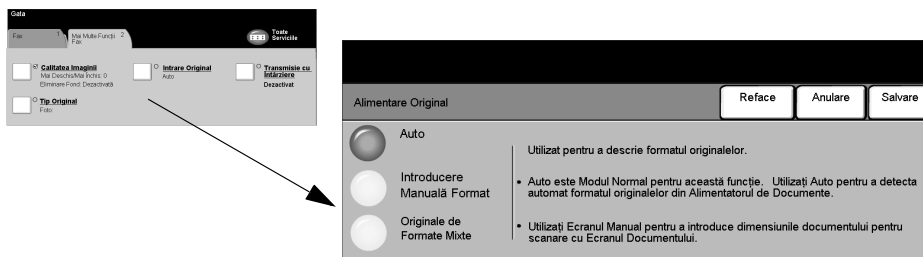 Gata
Fax 1
Mai Multe Funcții 2
Fax
Toate
Serviciile
Calitatea Imaginii
Mai Deschis/Mai Închis: 0
Eliminare Fond: Dezactivată
Intrare Original
Auto
Transmisie cu
Întârziere
Dezactivat
Tip Original
Foto:
Alimentare Original
Reface
Anulare
Salvare
Auto
Introducere
Manuală Format
Originale de
Formate Mixte
Utilizat pentru a descrie formatul originalelor.
• Auto este Modul Normal pentru această funcție. Utilizați Auto pentru a detecta
automat formatul originalelor din Alimentatorul de Documente.
• Utilizați Ecranul Manual pentru a introduce dimensiunile documentului pentru
scanare cu Ecranul Documentului.